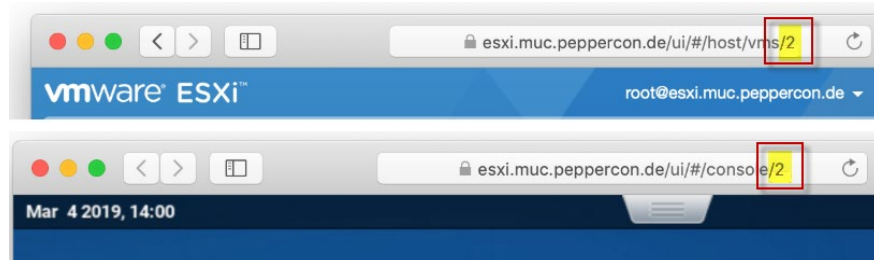 esxi.muc.peppercon.de/ui/#/host/vms/2
vmware® ESXi™
root@esxi.muc.peppercon.de
esxi.muc.peppercon.de/ui/#/console/2
Mar 4 2019, 14:00